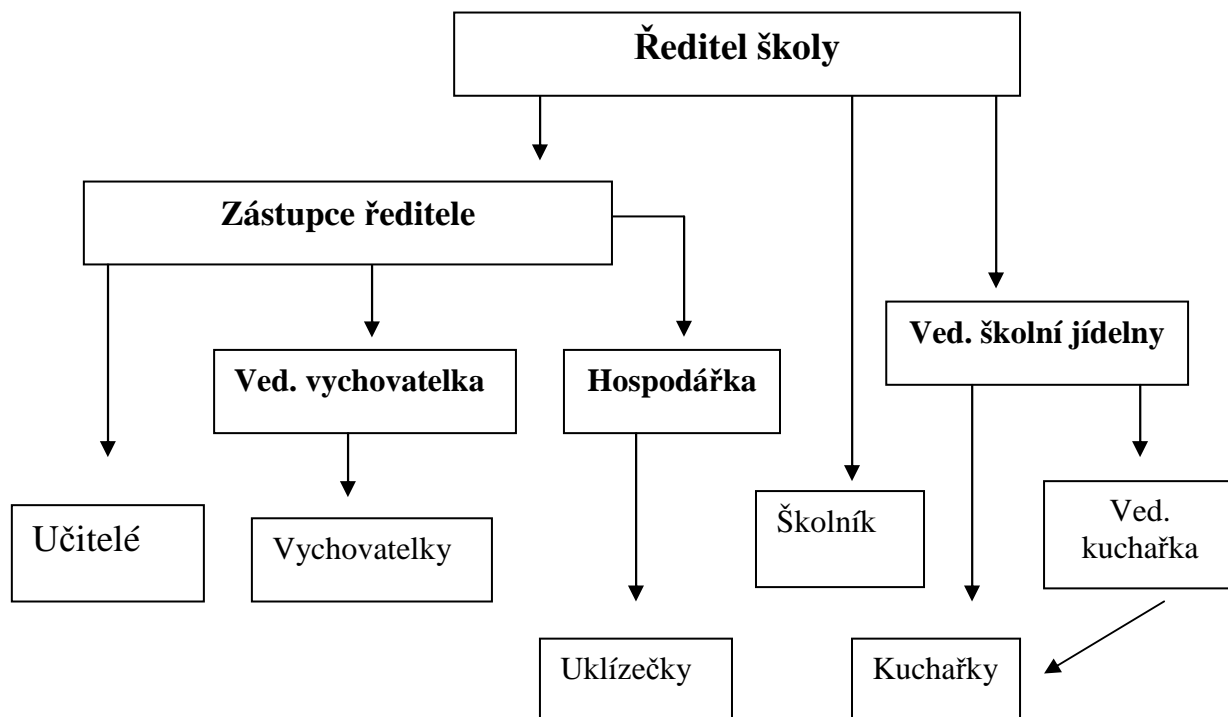 Ředitel školy
Zástupce ředitele
Ved. školní jídelny
Ved. vychovatelka
Hospodářka
Učitelé
Vychovatelky
Školník
Ved.
kuchařka
Uklízečky
Kuchařky